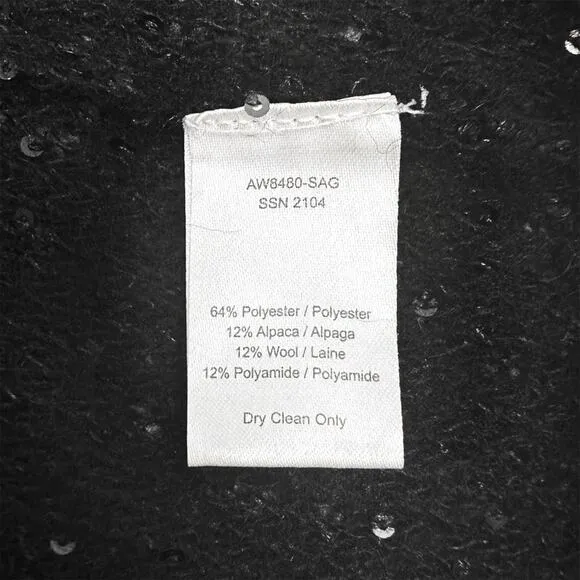 AW8480-SAG
SSN 2104
64% Polyester / Polyester
12% Alpaca / Alpaga
12% Wool / Laine
12% Polyamide / Polyamide
Dry Clean Only